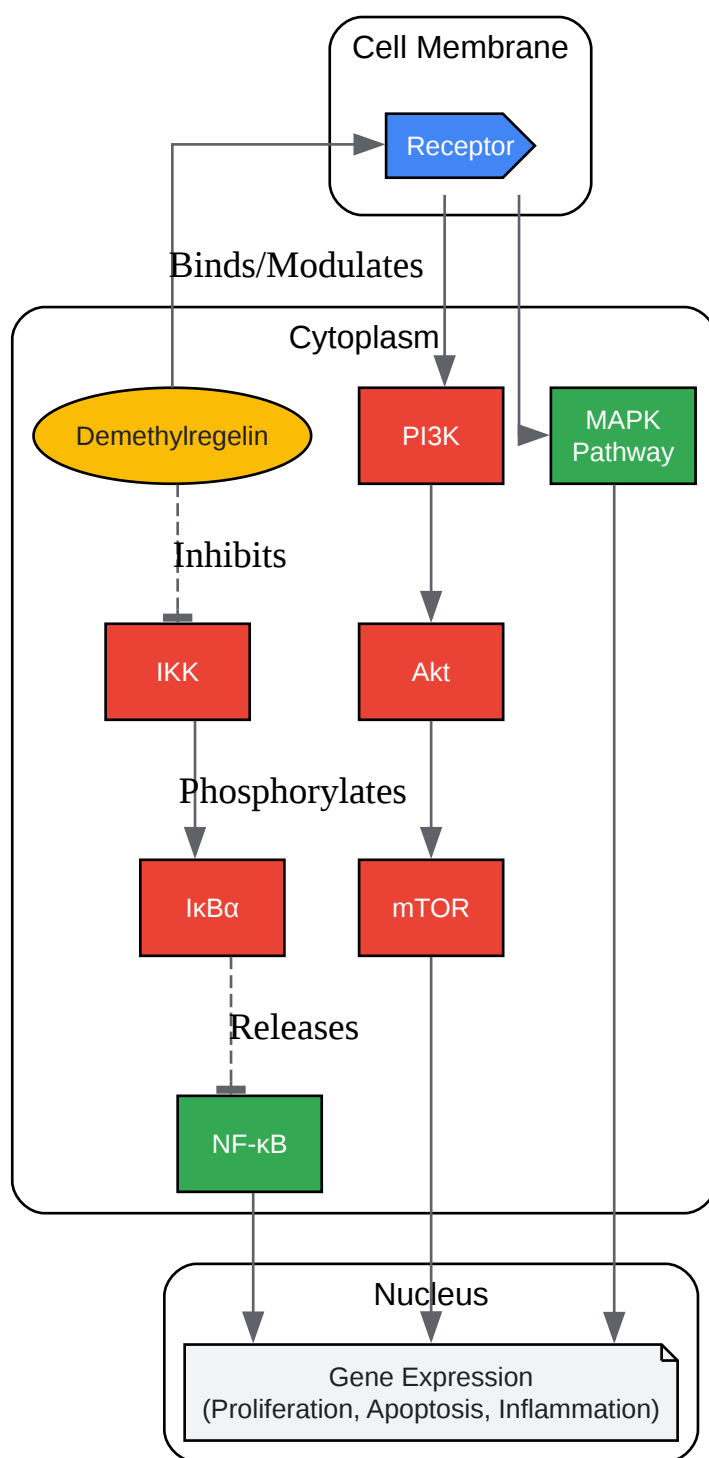 Cell Membrane
Receptor
Binds/Modulates
Cytoplasm
Demethylregelin
PI3K
MAPK
Pathway
Inhibits
IKK
Akt
Phosphorylates
IκBα
mTOR
Releases
NF-κB
Nucleus
Gene Expression
(Proliferation, Apoptosis, Inflammation)